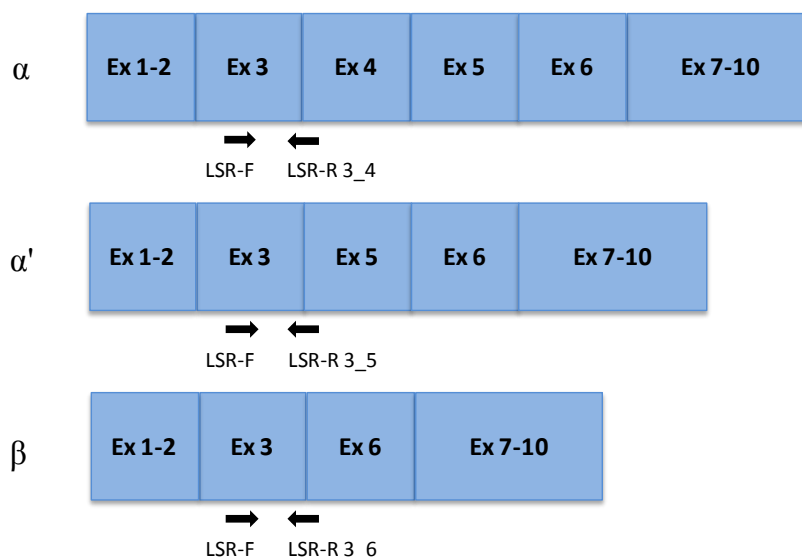 α
Ex 1-2 Ex 3 Ex 4 Ex 5 Ex 6 Ex 7-10
LSR-F LSR-R 3_4
α'
Ex 1-2 Ex 3 Ex 5 Ex 6 Ex 7-10
LSR-F LSR-R 3_5
β
Ex 1-2 Ex 3 Ex 6 Ex 7-10
LSR-F LSR-R 3_6